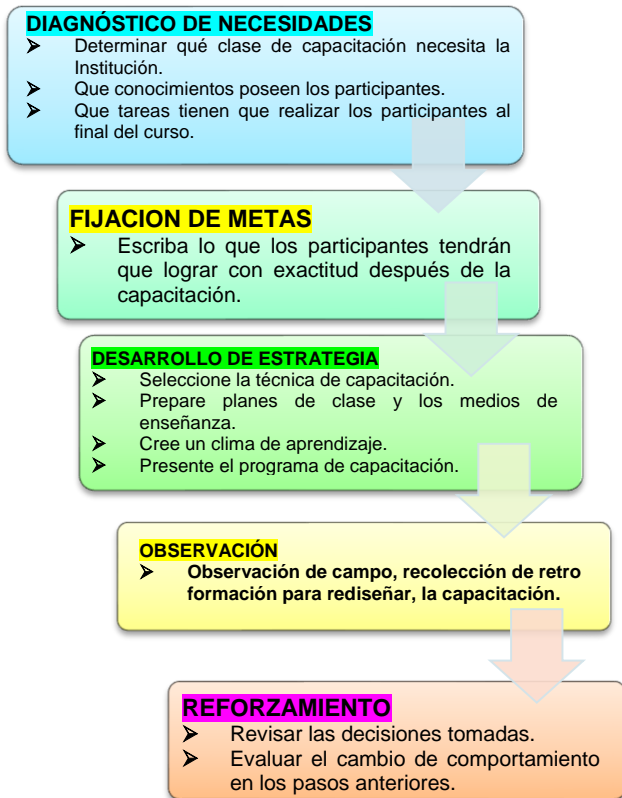 DIAGNÓSTICO DE NECESIDADES
➤ Determinar qué clase de capacitación necesita la
Institución.
➤ Que conocimientos poseen los participantes.
➤ Que tareas tienen que realizar los participantes al
final del curso.
FIJACION DE METAS
➤ Escriba lo que los participantes tendrán
que lograr con exactitud después de la
capacitación.
DESARROLLO DE ESTRATEGIA
➤ Seleccione la técnica de capacitación.
➤ Prepare planes de clase y los medios de
enseñanza.
➤ Cree un clima de aprendizaje.
➤ Presente el programa de capacitación.
OBSERVACIÓN
➤ Observación de campo, recolección de retro
formación para rediseñar, la capacitación.
REFORZAMIENTO
➤ Revisar las decisiones tomadas.
➤ Evaluar el cambio de comportamiento
en los pasos anteriores.